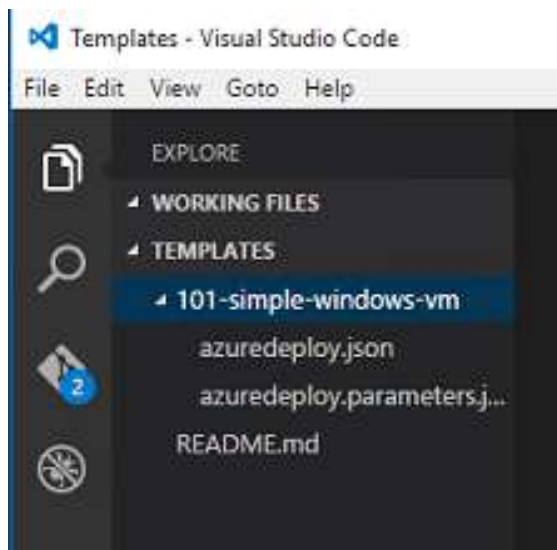 Templates - Visual Studio Code
File Edit View Goto Help
EXPLORE
WORKING FILES
TEMPLATES
101-simple-windows-vm
azuredeploy.json
azuredeploy.parameters.j...
2
README.md